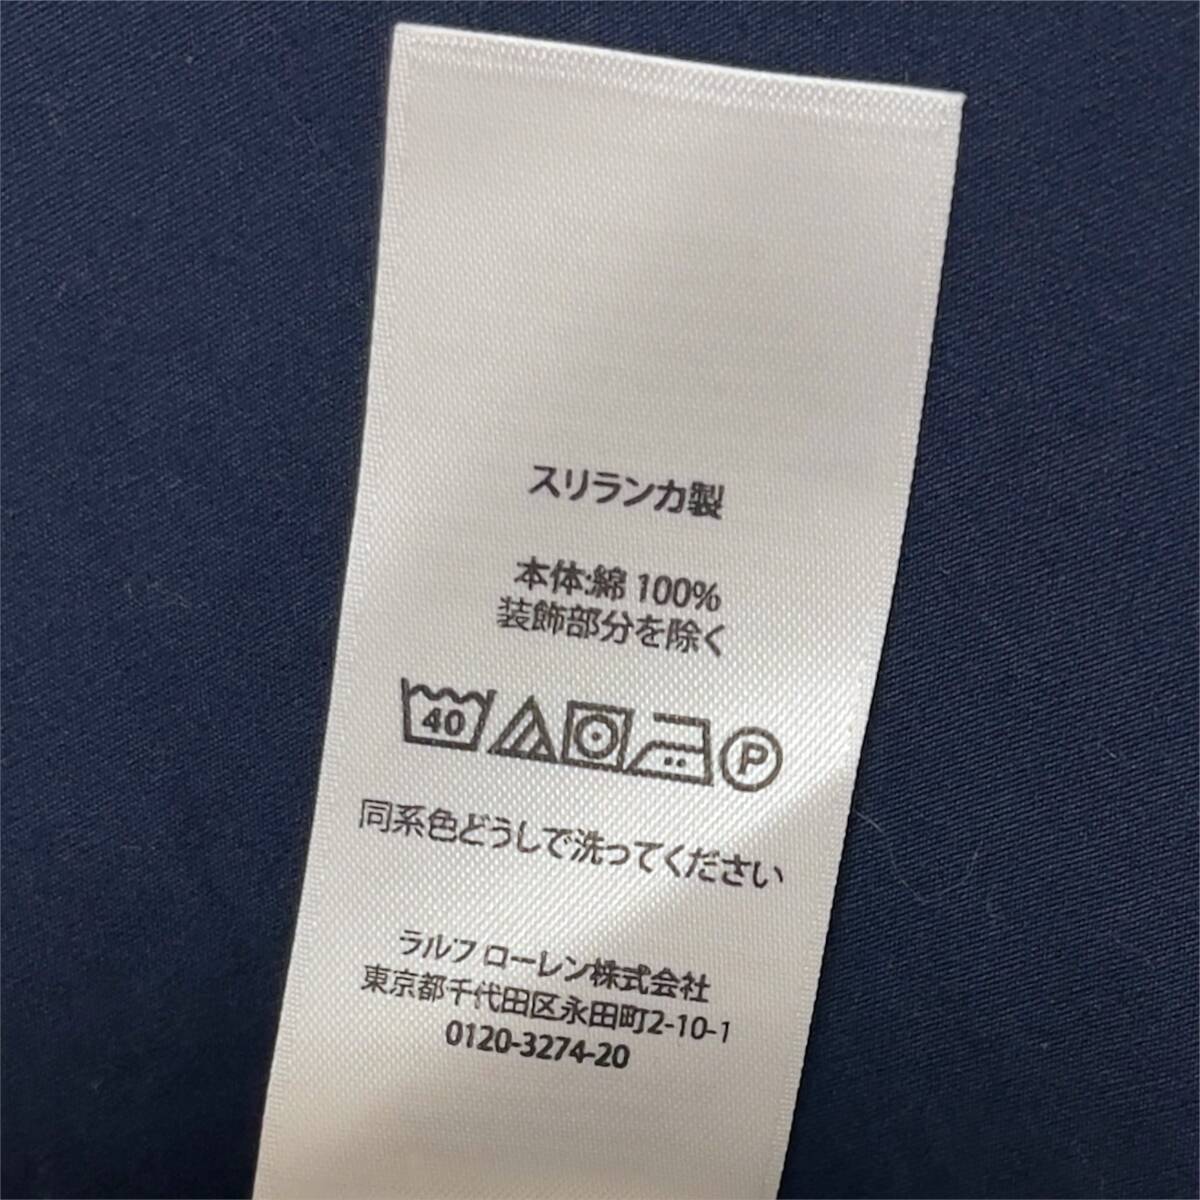 スリランカ製
本体:綿 100%
装飾部分を除く
40 P
同系色どうしで洗ってください
ラルフ ローレン株式会社
東京都千代田区永田町2-10-1
0120-3274-20